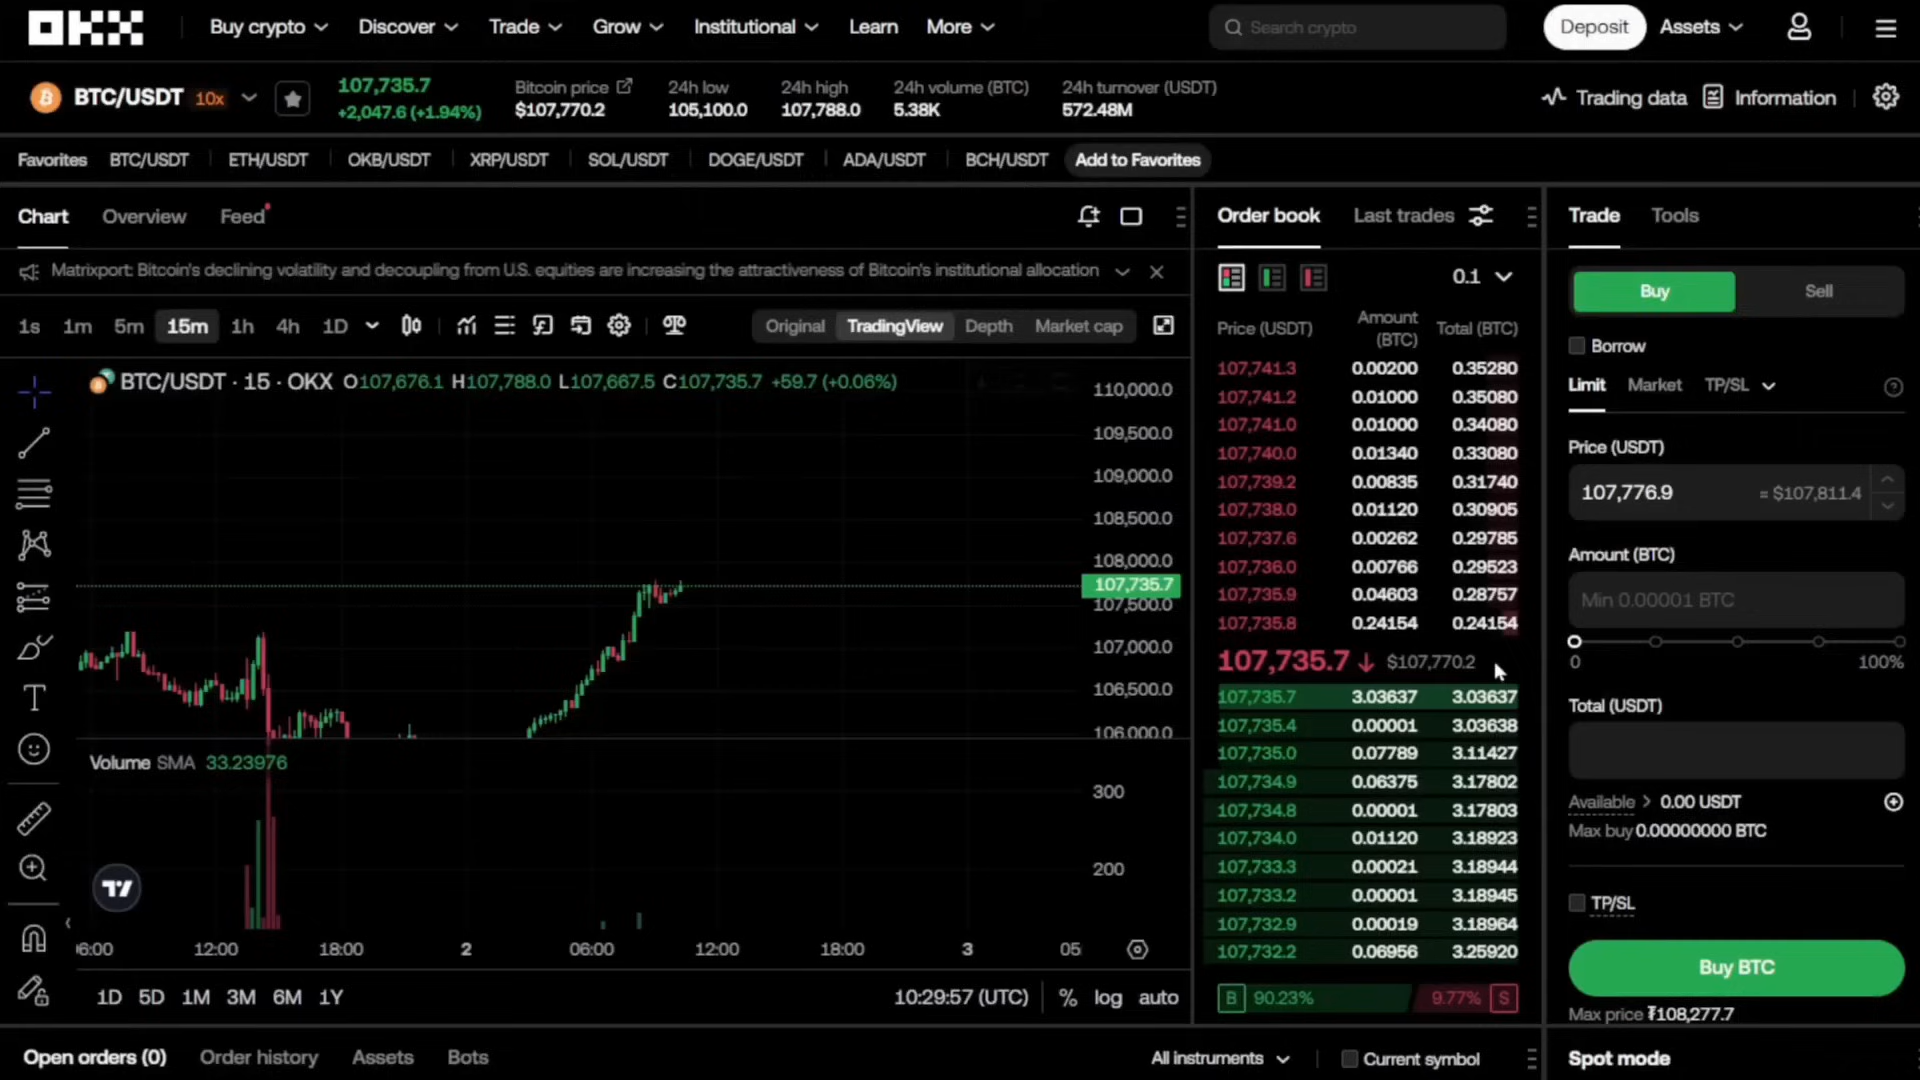 OKX Buy crypto Discover Trade Grow Institutional Learn More Search crypto Deposit Assets
BTC/USDT 10x 107,735.7 +2,047.6 (+1.94%) Bitcoin price $107,770.2 24h low 105,100.0 24h high 107,788.0 24h volume (BTC) 5.38K 24h turnover (USDT) 572.48M Trading data Information
Favorites BTC/USDT ETH/USDT OKB/USDT XRP/USDT SOL/USDT DOGE/USDT ADA/USDT BCH/USDT Add to Favorites
Chart Overview Feed
Matrixport: Bitcoin's declining volatility and decoupling from U.S. equities are increasing the attractiveness of Bitcoin's institutional allocation
1s 1m 5m 15m 1h 4h 1D Original TradingView Depth Market cap
BTC/USDT · 15 · OKX O107,676.1 H107,788.0 L107,667.5 C107,735.7 +59.7 (+0.06%)
110,000.0
109,500.0
109,000.0
108,500.0
108,000.0
107,735.7
107,500.0
107,000.0
106,500.0
106,000.0
Volume SMA 33.23976
300
200
06:00 12:00 18:00 2 06:00 12:00 18:00 3 05
1D 5D 1M 3M 6M 1Y 10:29:57 (UTC) % log auto
Order book Last trades
0.1
Price (USDT) Amount (BTC) Total (BTC)
107,741.3 0.00200 0.35280
107,741.2 0.01000 0.35080
107,741.0 0.01000 0.34080
107,740.0 0.01340 0.33080
107,739.2 0.00835 0.31740
107,738.0 0.01120 0.30905
107,737.6 0.00262 0.29785
107,736.0 0.00766 0.29523
107,735.9 0.04603 0.28757
107,735.8 0.24154 0.24154
107,735.7 $107,770.2
107,735.7 3.03637 3.03637
107,735.4 0.00001 3.03638
107,735.0 0.07789 3.11427
107,734.9 0.06375 3.17802
107,734.8 0.00001 3.17803
107,734.0 0.01120 3.18923
107,733.3 0.00021 3.18944
107,733.2 0.00001 3.18945
107,732.9 0.00019 3.18964
107,732.2 0.06956 3.25920
B 90.23% 9.77% S
Trade Tools
Buy Sell
Borrow
Limit Market TP/SL
Price (USDT)
107,776.9 = $107,811.4
Amount (BTC)
Min 0.00001 BTC
0 100%
Total (USDT)
Available > 0.00 USDT
Max buy 0.00000000 BTC
TP/SL
Buy BTC
Max price ₮108,277.7
Open orders (0) Order history Assets Bots All instruments Current symbol Spot mode